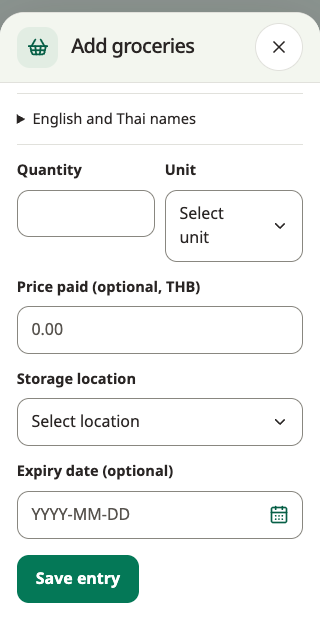 Add groceries
English and Thai names
Quantity
Unit
Select
unit
Price paid (optional, THB)
0.00
Storage location
Select location
Expiry date (optional)
YYYY-MM-DD
Save entry